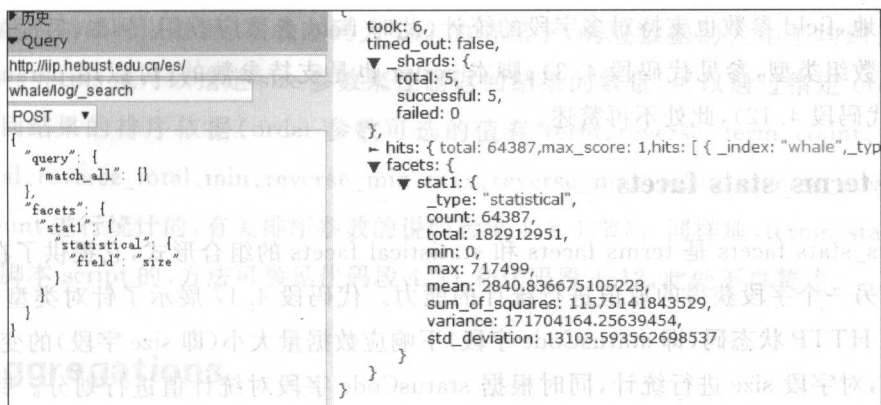 历史
Query
http://iip.hebust.edu.cn/es/
whale/log/_search
POST
{
"query": {
"match_all": {}
},
"facets": {
"stat1": {
"statistical": {
"field": "size"
}
}
}
}
{
took: 6,
timed_out: false,
_shards: {
total: 5,
successful: 5,
failed: 0
},
hits: { total: 64387,max_score: 1,hits: [ { _index: "whale",_typ
facets: {
stat1: {
_type: "statistical",
count: 64387,
total: 182912951,
min: 0,
max: 717499,
mean: 2840.836675105223,
sum_of_squares: 11575141843529,
variance: 171704164.25639454,
std_deviation: 13103.593562698537
}
}
}